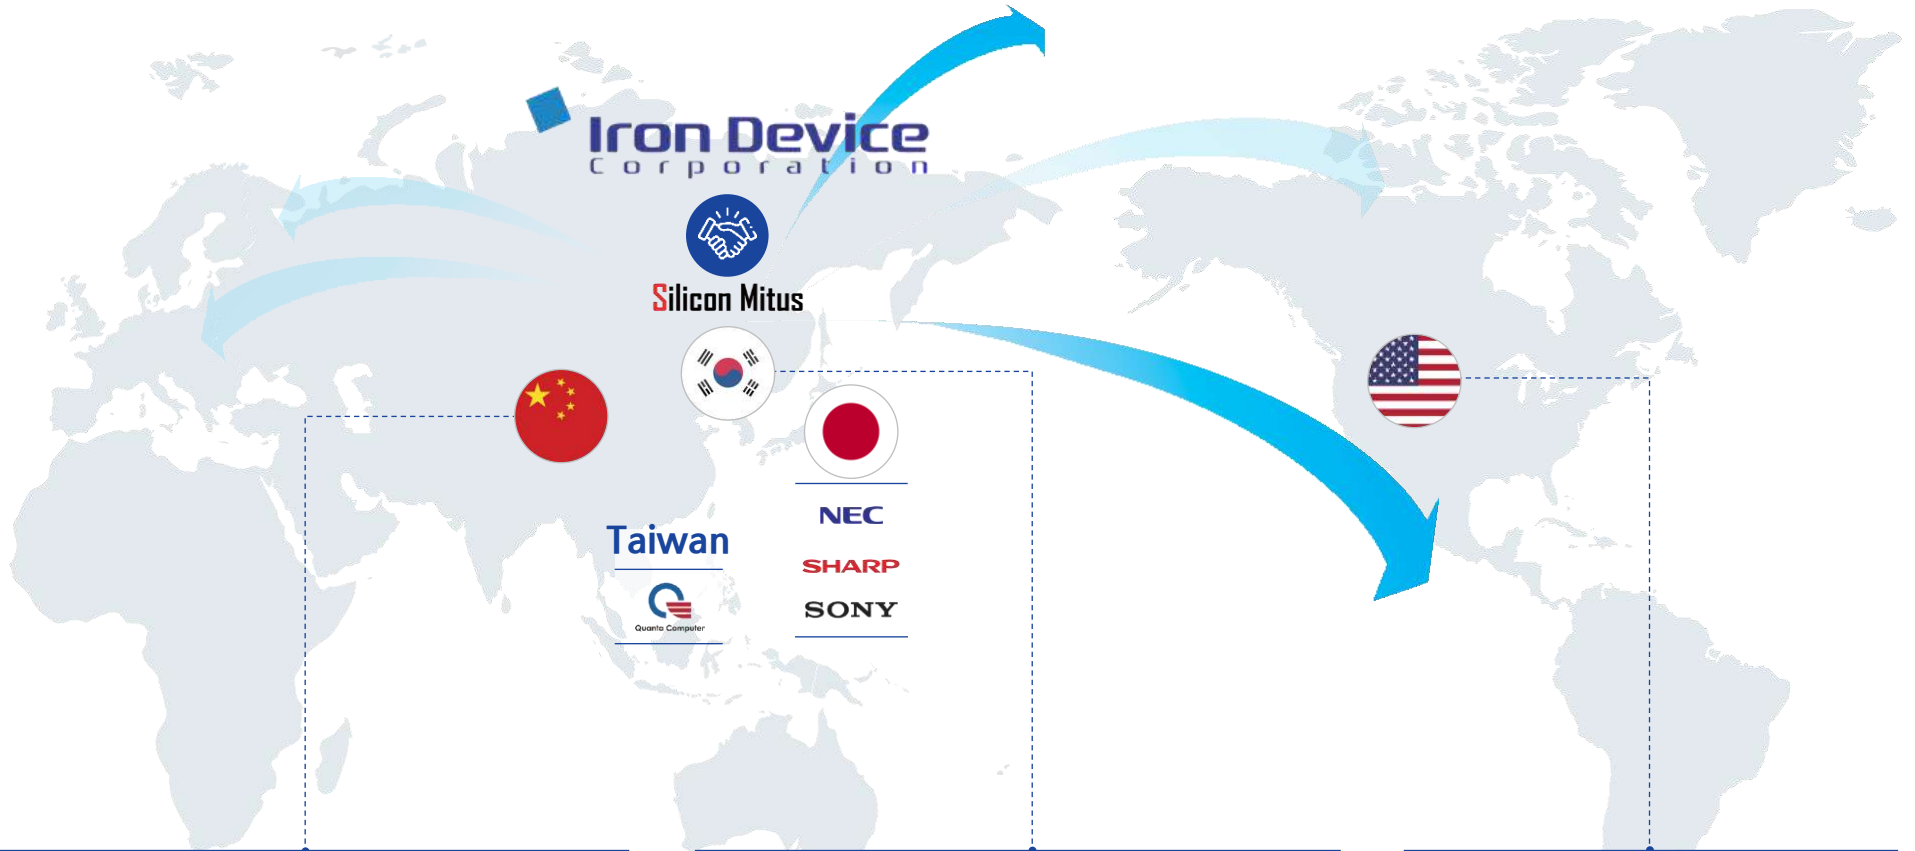 Iron Device
Corporation
Silicon Mitus
Taiwan
Quanta Computer
NEC
SHARP
SONY